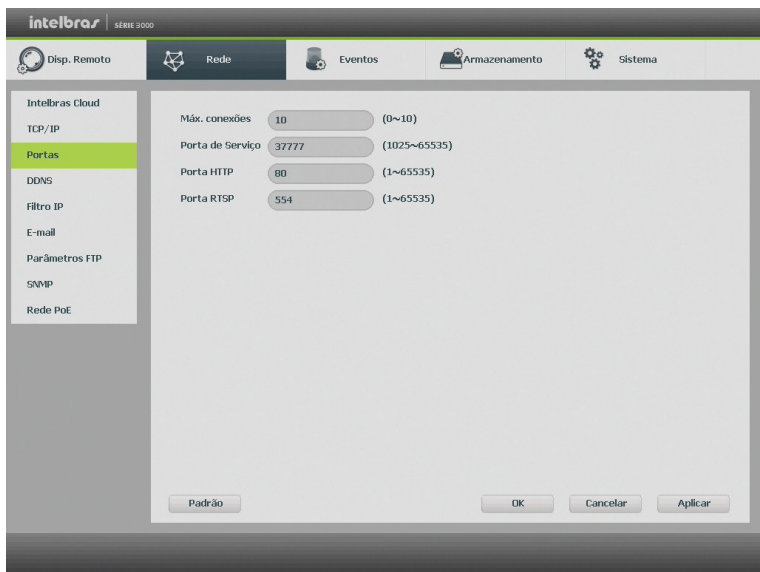 intelbras SÉRIE 3000
Disp. Remoto Rede Eventos Armazenamento Sistema
Intelbras Cloud
TCP/IP
Portas
DDNS
Filtro IP
E-mail
Parâmetros FTP
SNMP
Rede PoE
Máx. conexões 10 (0~10)
Porta de Serviço 37777 (1025~65535)
Porta HTTP 80 (1~65535)
Porta RTSP 554 (1~65535)
Padrão OK Cancelar Aplicar